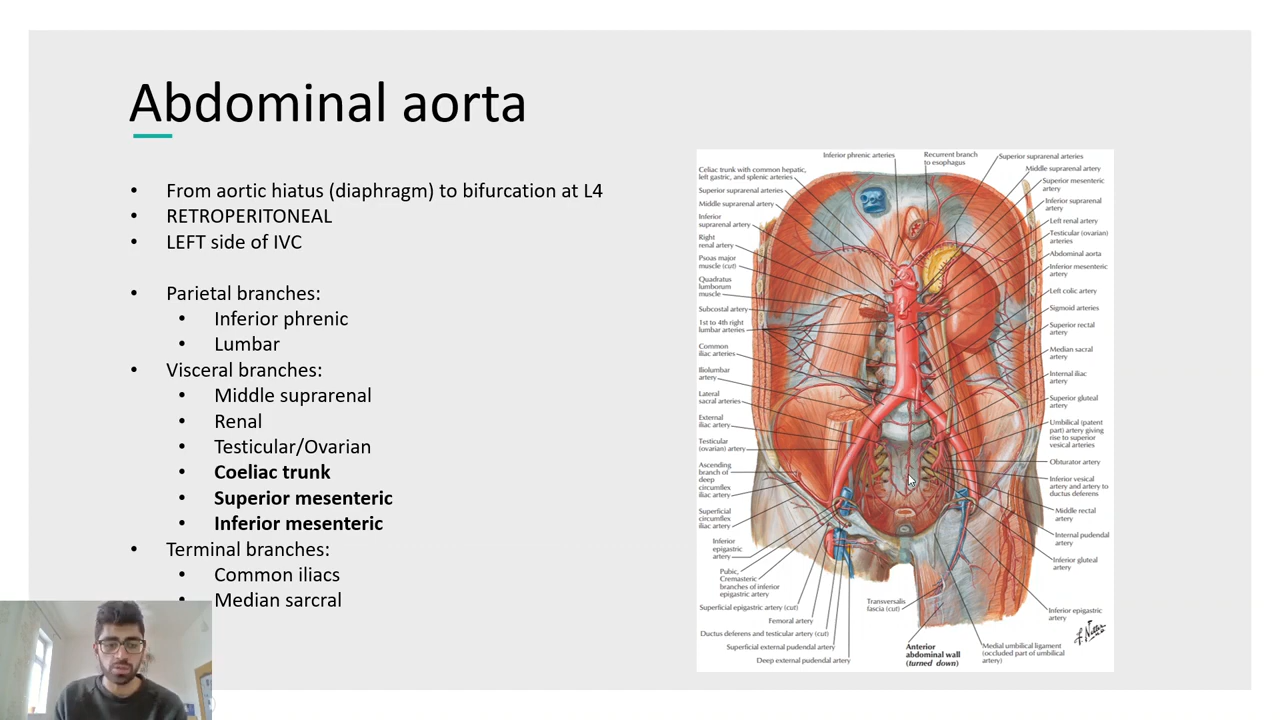 Abdominal aorta
• From aortic hiatus (diaphragm) to bifurcation at L4
• RETROPERITONEAL
• LEFT side of IVC
• Parietal branches:
• Inferior phrenic
• Lumbar
• Visceral branches:
• Middle suprarenal
• Renal
• Testicular/Ovarian
• Coeliac trunk
• Superior mesenteric
• Inferior mesenteric
• Terminal branches:
• Common iliacs
• Median sarcral
Inferior phrenic arteries
Recurrent branch
to esophagus
Superior suprarenal arteries
Celiac trunk with common hepatic,
left gastric, and splenic arteries
Superior suprarenal arteries
Middle suprarenal artery
Inferior
suprarenal artery
Right
renal artery
Psoas major
muscle (cut)
Quadratus
lumborum
muscle
Subcostal artery
1st to 4th right
lumbar arteries
Common
iliac arteries
Iliolumbar
artery
Lateral
sacral arteries
External
iliac artery
Testicular
(ovarian) artery
Ascending
branch of
deep
circumflex
iliac artery
Superficial
circumflex
iliac artery
Inferior
epigastric
artery
Pubic,
Cremasteric
branches of inferior
epigastric artery
Superficial epigastric artery (cut)
Femoral artery
Ductus deferens and testicular artery (cut)
Superficial external pudendal artery
Deep external pudendal artery
Middle suprarenal artery
Superior mesenteric
artery
Inferior suprarenal
artery
Left renal artery
Testicular (ovarian)
arteries
Abdominal aorta
Inferior mesenteric
artery
Left colic artery
Sigmoid arteries
Superior rectal
artery
Median sacral
artery
Internal iliac
artery
Superior gluteal
artery
Umbilical (patent
part) artery giving
rise to superior
vesical arteries
Obturator artery
Inferior vesical
artery and artery to
ductus deferens
Middle rectal
artery
Internal pudendal
artery
Inferior gluteal
artery
Inferior epigastric
artery
Transversalis
fascia (cut)
Anterior
abdominal wall
(turned down)
Medial umbilical ligament
(occluded part of umbilical
artery)
F. Netter